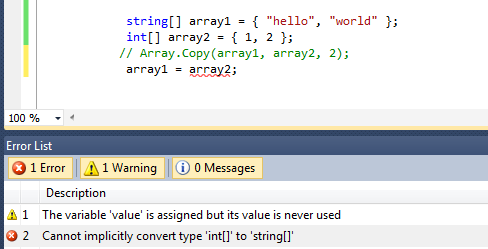 string[] array1 = { "hello", "world" };
int[] array2 = { 1, 2 };
// Array.Copy(array1, array2, 2);
array1 = array2;
100 %
Error List
1 Error 1 Warning 0 Messages
Description
1 The variable 'value' is assigned but its value is never used
2 Cannot implicitly convert type 'int[]' to 'string[]'